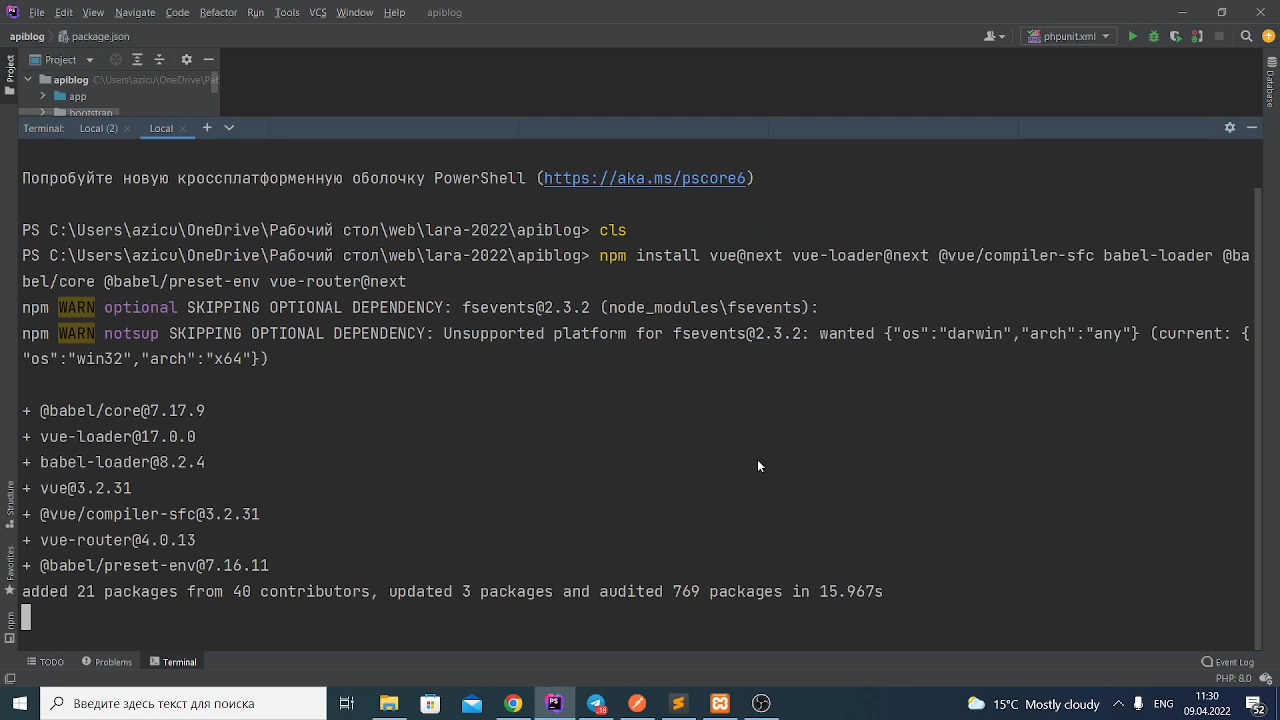 File Edit View Navigate Code Refactor Run Tools VCS Window Help apiblog
apiblog package.json phpunit.xml
Project
apiblog C:\Users\azicu\OneDrive\
app
bootstrap
Terminal: Local (2) Local
Попробуйте новую кроссплатформенную оболочку PowerShell (https://aka.ms/pscore6)
PS C:\Users\azicu\OneDrive\Рабочий стол\web\lara-2022\apiblog> cls
PS C:\Users\azicu\OneDrive\Рабочий стол\web\lara-2022\apiblog> npm install vue@next vue-loader@next @vue/compiler-sfc babel-loader @ba
bel/core @babel/preset-env vue-router@next
npm WARN optional SKIPPING OPTIONAL DEPENDENCY: fsevents@2.3.2 (node_modules\fsevents):
npm WARN notsup SKIPPING OPTIONAL DEPENDENCY: Unsupported platform for fsevents@2.3.2: wanted {"os":"darwin","arch":"any"} (current: {
"os":"win32","arch":"x64"})
+ @babel/core@7.17.9
+ vue-loader@17.0.0
+ babel-loader@8.2.4
+ vue@3.2.31
+ @vue/compiler-sfc@3.2.31
+ vue-router@4.0.13
+ @babel/preset-env@7.16.11
added 21 packages from 40 contributors, updated 3 packages and audited 769 packages in 15.967s
Project
Structure
Favorites
npm
Database
TODO Problems Terminal Event Log
PHP: 8.0
Введите здесь текст для поиска
18
15°C Mostly cloudy ENG
11:30
09.04.2022
52